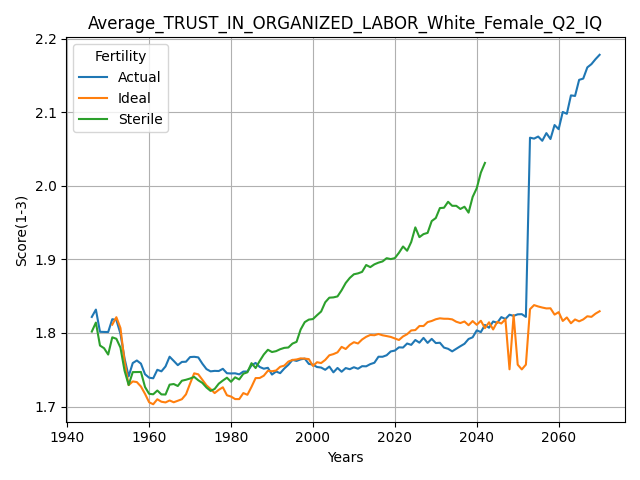 Average_TRUST_IN_ORGANIZED_LABOR_White_Female_Q2_IQ
Fertility
Actual
Ideal
Sterile
Score(1-3)
2.2
2.1
2.0
1.9
1.8
1.7
1940 1960 1980 2000 2020 2040 2060
Years